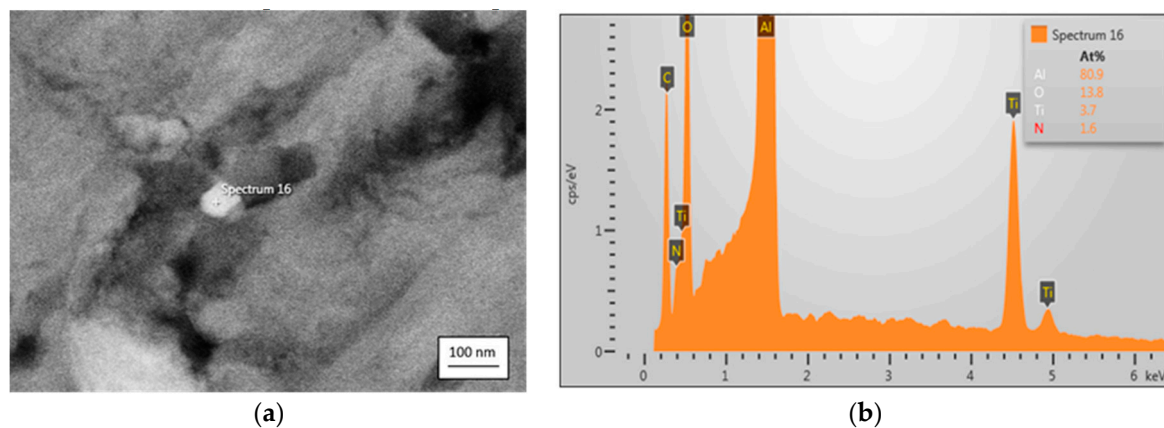 Spectrum 16
100 nm
(a)
Spectrum 16
At%
Al 80.9
O 13.8
Ti 3.7
N 1.6
C
O
Al
N
Ti
Ti
Ti
cps/eV
2
1
0
0 1 2 3 4 5 6 keV
(b)